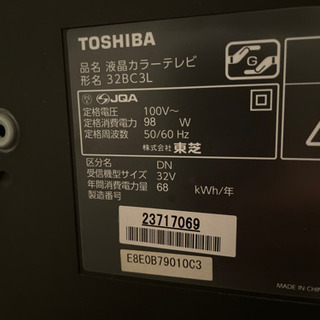 TOSHIBA
品名 液晶カラーテレビ
形名 32BC3L
JQA
定格電圧 100V~
定格消費電力 98 W
定格周波数 50/60 Hz
株式会社 東芝
区分名 DN
受信機型サイズ 32V
年間消費電力量 68 kWh/年
製造番号
23717069
E8E0B79010C3
MADE IN CHIN
G